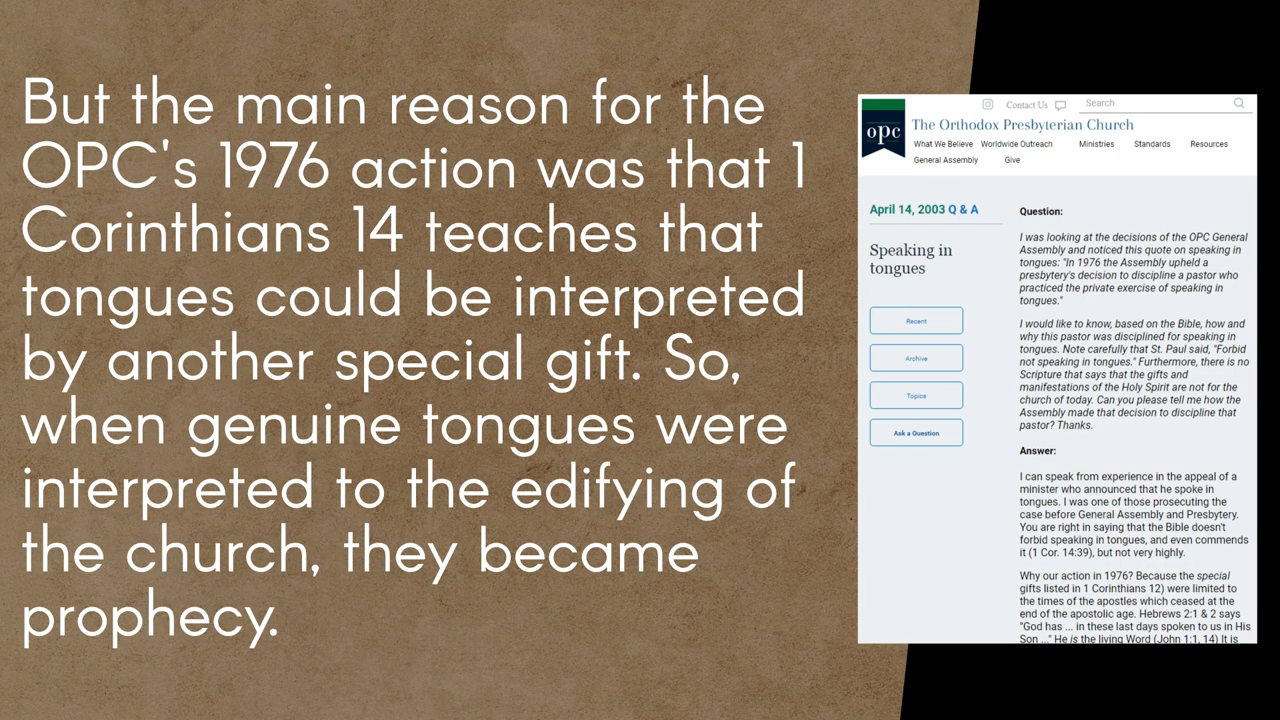 But the main reason for the
OPC's 1976 action was that 1
Corinthians 14 teaches that
tongues could be interpreted
by another special gift. So,
when genuine tongues were
interpreted to the edifying of
the church, they became
prophecy.
Contact Us
Search
opc
The Orthodox Presbyterian Church
What We Believe Worldwide Outreach Ministries Standards Resources
General Assembly Give
April 14, 2003 Q & A
Speaking in
tongues
Recent
Archive
Topics
Ask a Question
Question:
I was looking at the decisions of the OPC General
Assembly and noticed this quote on speaking in
tongues: "In 1976 the Assembly upheld a
presbytery's decision to discipline a pastor who
practiced the private exercise of speaking in
tongues."
I would like to know, based on the Bible, how and
why this pastor was disciplined for speaking in
tongues. Note carefully that St. Paul said, "Forbid
not speaking in tongues." Furthermore, there is no
Scripture that says that the gifts and
manifestations of the Holy Spirit are not for the
church of today. Can you please tell me how the
Assembly made that decision to discipline that
pastor? Thanks.
Answer:
I can speak from experience in the appeal of a
minister who announced that he spoke in
tongues. I was one of those prosecuting the
case before General Assembly and Presbytery.
You are right in saying that the Bible doesn't
forbid speaking in tongues, and even commends
it (1 Cor. 14:39), but not very highly.
Why our action in 1976? Because the special
gifts listed in 1 Corinthians 12) were limited to
the times of the apostles which ceased at the
end of the apostolic age. Hebrews 2:1 & 2 says
"God has ... in these last days spoken to us in His
Son ..." He is the living Word (John 1:1, 14) It is